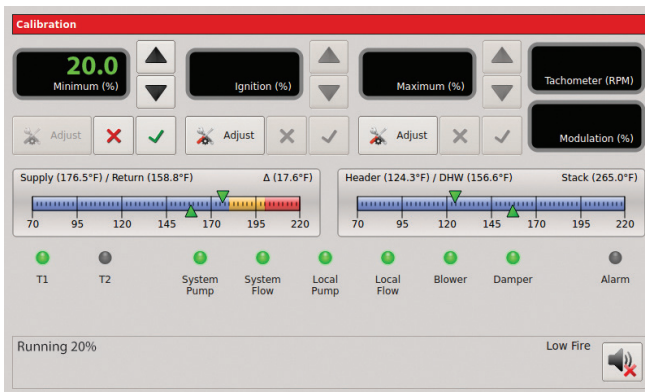 Calibration
20.0
Minimum (%)
Ignition (%)
Maximum (%)
Tachometer (RPM)
Adjust
Adjust
Adjust
Modulation (%)
Supply (176.5°F) / Return (158.8°F) Δ (17.6°F)
70 95 120 145 170 195 220
Header (124.3°F) / DHW (156.6°F) Stack (265.0°F)
70 95 120 145 170 195 220
T1
T2
System Pump
System Flow
Local Pump
Local Flow
Blower
Damper
Alarm
Running 20%
Low Fire